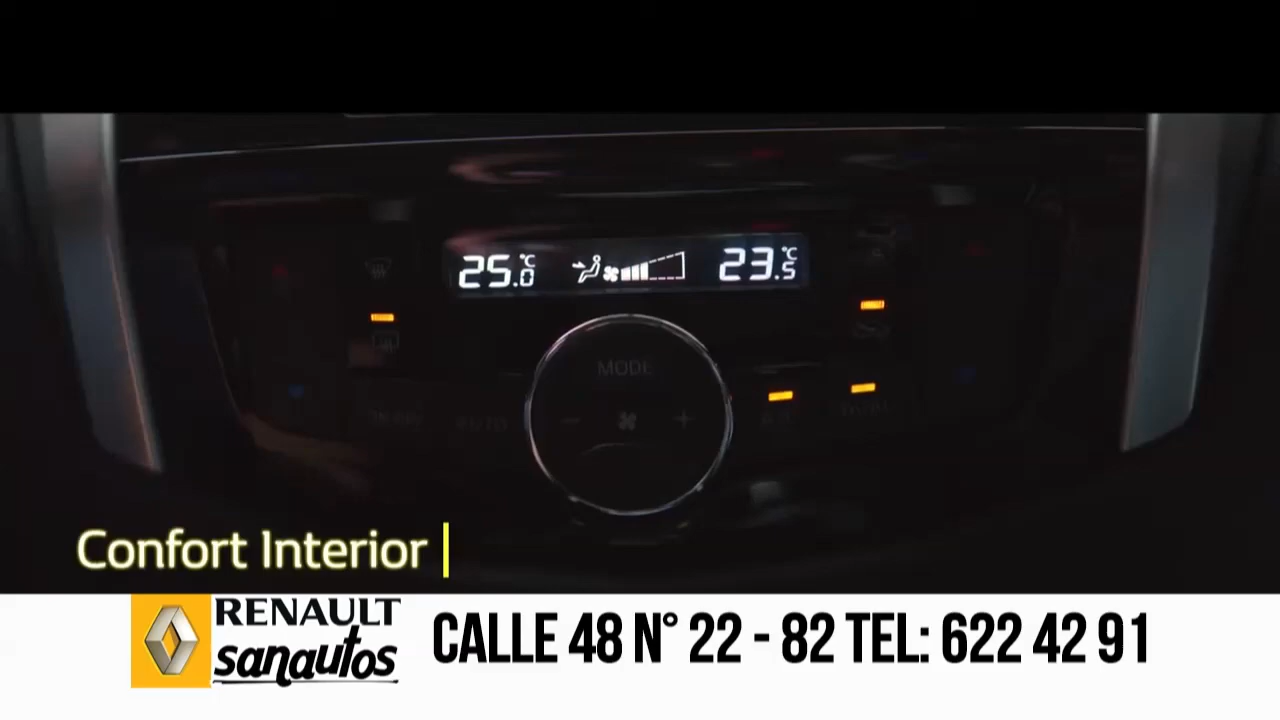 25.0 °C
23.5 °C
MODE
- +
Confort Interior
RENAULT
sanautos
CALLE 48 N° 22 - 82 TEL: 622 42 91